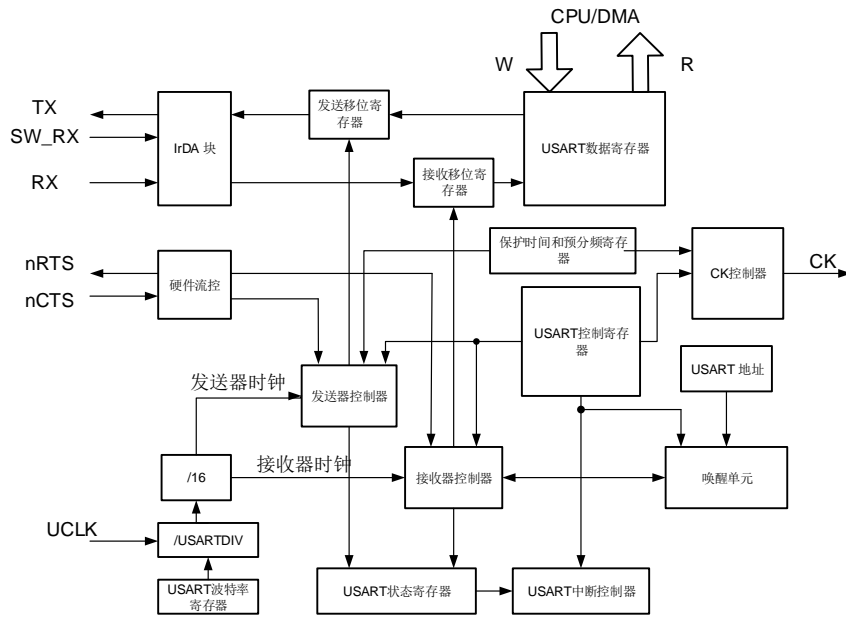 CPU/DMA
W
R
TX
SW_RX
RX
IrDA 块
发送移位寄
存器
接收移位寄
存器
USART数据寄存器
保护时间和预分频寄存
器
CK控制器
CK
nRTS
nCTS
硬件流控
USART控制寄存
器
USART 地址
发送器时钟
发送器控制器
/16
接收器时钟
接收器控制器
唤醒单元
UCLK
/USARTDIV
USART波特率
寄存器
USART状态寄存器
USART中断控制器